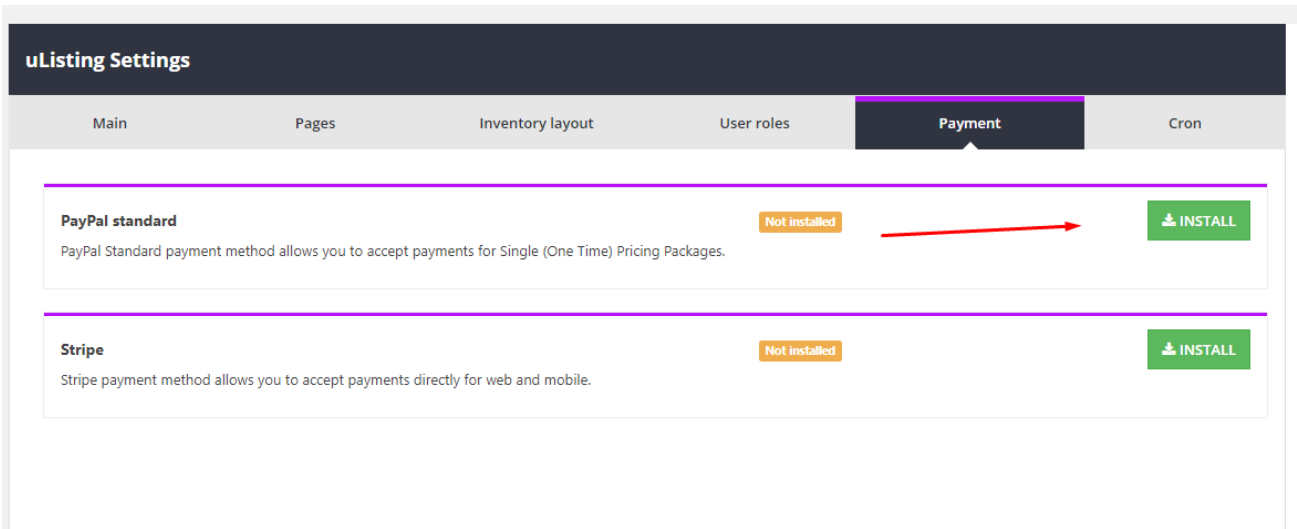 uListing Settings
Main Pages Inventory layout User roles Payment Cron
PayPal standard Not installed INSTALL
PayPal Standard payment method allows you to accept payments for Single (One Time) Pricing Packages.
Stripe Not installed INSTALL
Stripe payment method allows you to accept payments directly for web and mobile.